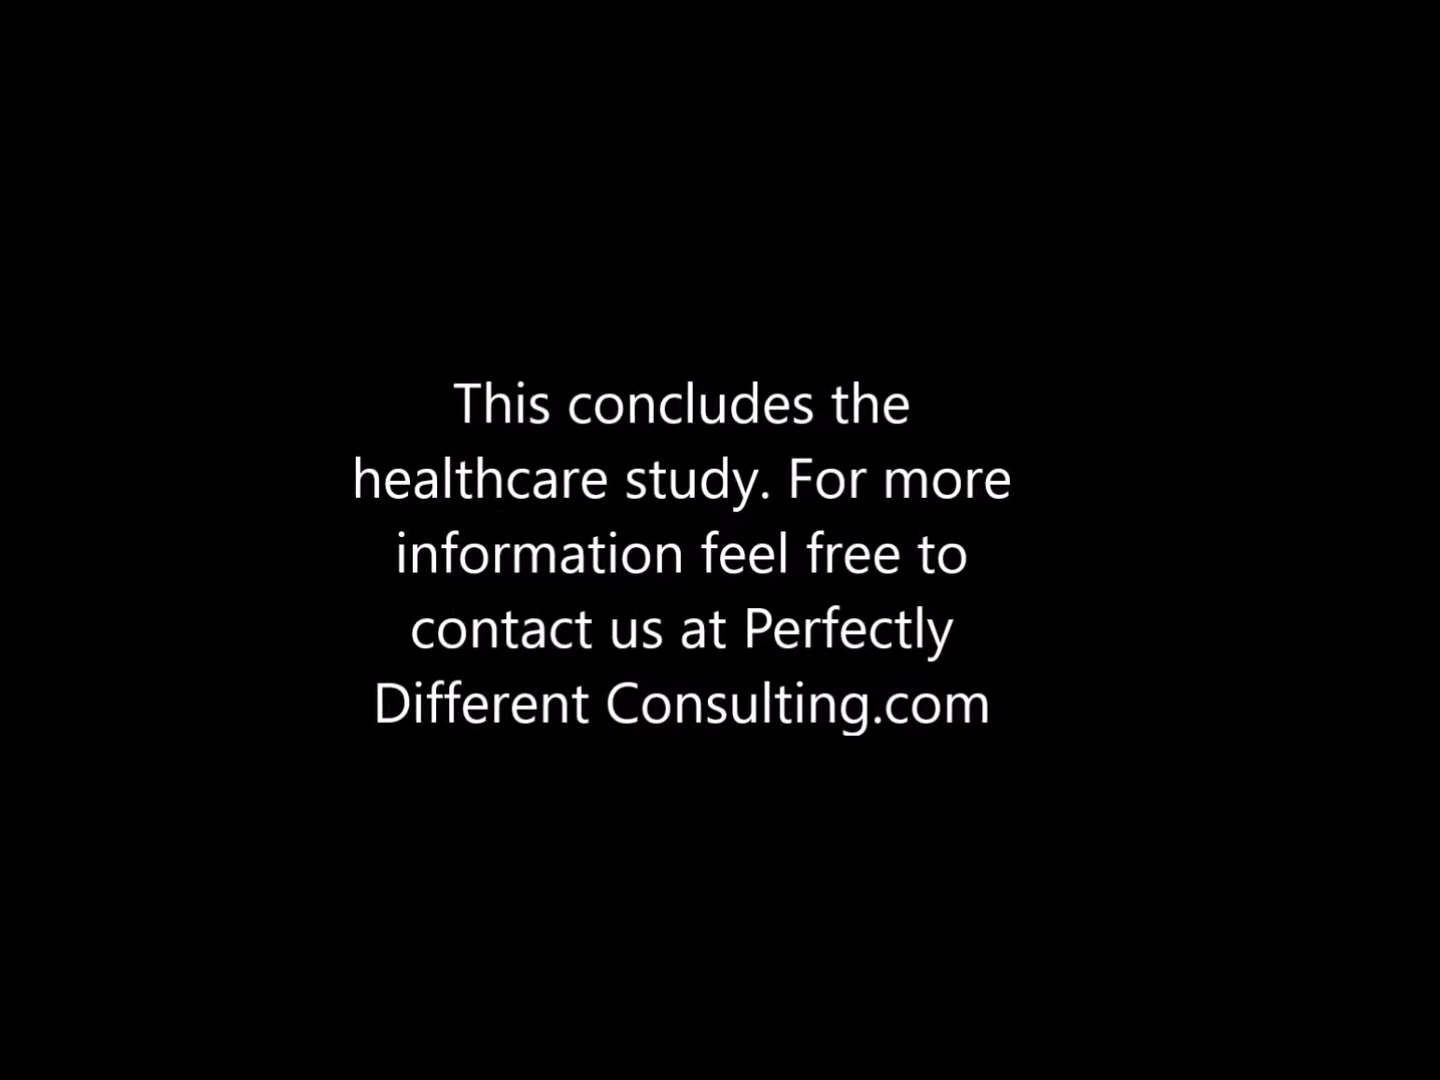 This concludes the
healthcare study. For more
information feel free to
contact us at Perfectly
Different Consulting.com